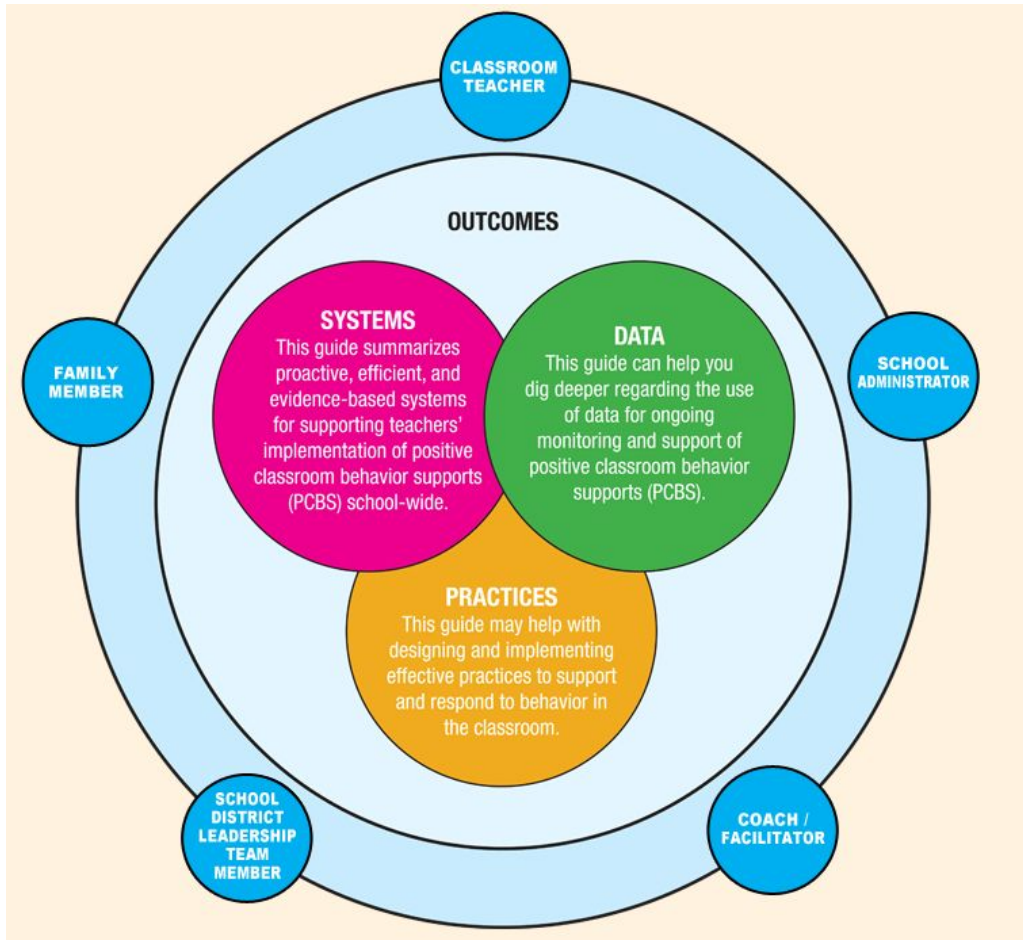 CLASSROOM
TEACHER
OUTCOMES
SYSTEMS
This guide summarizes
proactive, efficient, and
evidence-based systems
for supporting teachers'
implementation of positive
classroom behavior supports
(PCBS) school-wide.
DATA
This guide can help you
dig deeper regarding the use
of data for ongoing
monitoring and support of
positive classroom behavior
supports (PCBS).
FAMILY
MEMBER
SCHOOL
ADMINISTRATOR
PRACTICES
This guide may help with
designing and implementing
effective practices to support
and respond to behavior in
the classroom.
SCHOOL
DISTRICT
LEADERSHIP
TEAM
MEMBER
COACH /
FACILITATOR